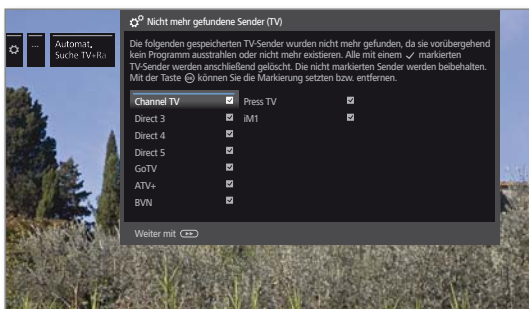 Nicht mehr gefundene Sender (TV)
...
Automat.
Suche TV+Ra
Die folgenden gespeicherten TV-Sender wurden nicht mehr gefunden, da sie vorübergehend
kein Programm ausstrahlen oder nicht mehr existieren. Alle mit einem ✓ markierten
TV-Sender werden anschließend gelöscht. Die nicht markierten Sender werden beibehalten.
Mit der Taste OK können Sie die Markierung setzten bzw. entfernen.
Channel TV
Press TV
Direct 3
iM1
Direct 4
Direct 5
GoTV
ATV+
BVN
Weiter mit